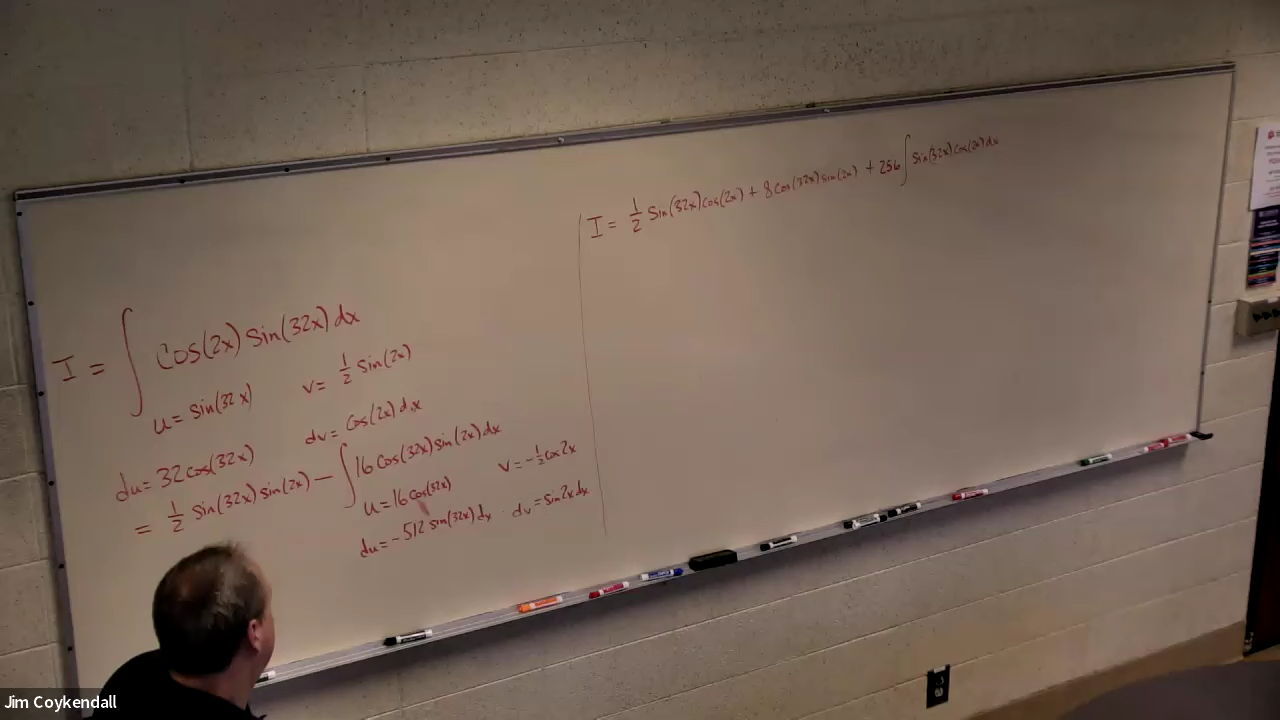 I = ∫ Cos(2x) Sin(32x) dx
u = Sin(32x) v = 1/2 Sin(2x)
du = 32 cos(32x) dv = Cos(2x) dx
= 1/2 Sin(32x) Sin(2x) − ∫ 16 Cos(32x) Sin(2x) dx
u = 16 Cos(32x) v = −1/2 Cos 2x
du = −512 Sin(32x) dx dv = Sin 2x dx
I = 1/2 Sin(32x) Cos(2x) + 8 Cos(32x) Sin(2x) + 256 ∫ Sin(32x) Cos(2x) dx
Jim Coykendall